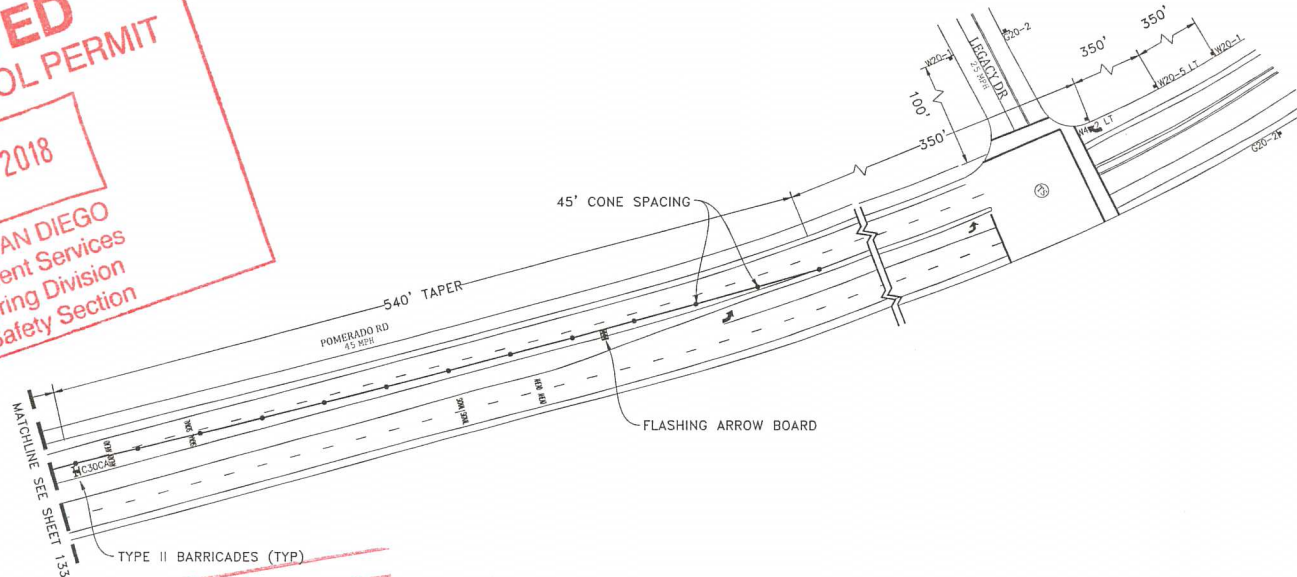 ED
OL PERMIT
2018
AN DIEGO
ent Services
ring Division
Safety Section
LEGACY DR
25 MPH
W20-1
G20-2
100'
350'
350'
350'
W20-1
W20-5 LT
W4-2 LT
G20-2
45' CONE SPACING
540' TAPER
POMERADO RD
45 MPH
FLASHING ARROW BOARD
C30CA
MATCHLINE SEE SHEET 133
TYPE II BARRICADES (TYP)